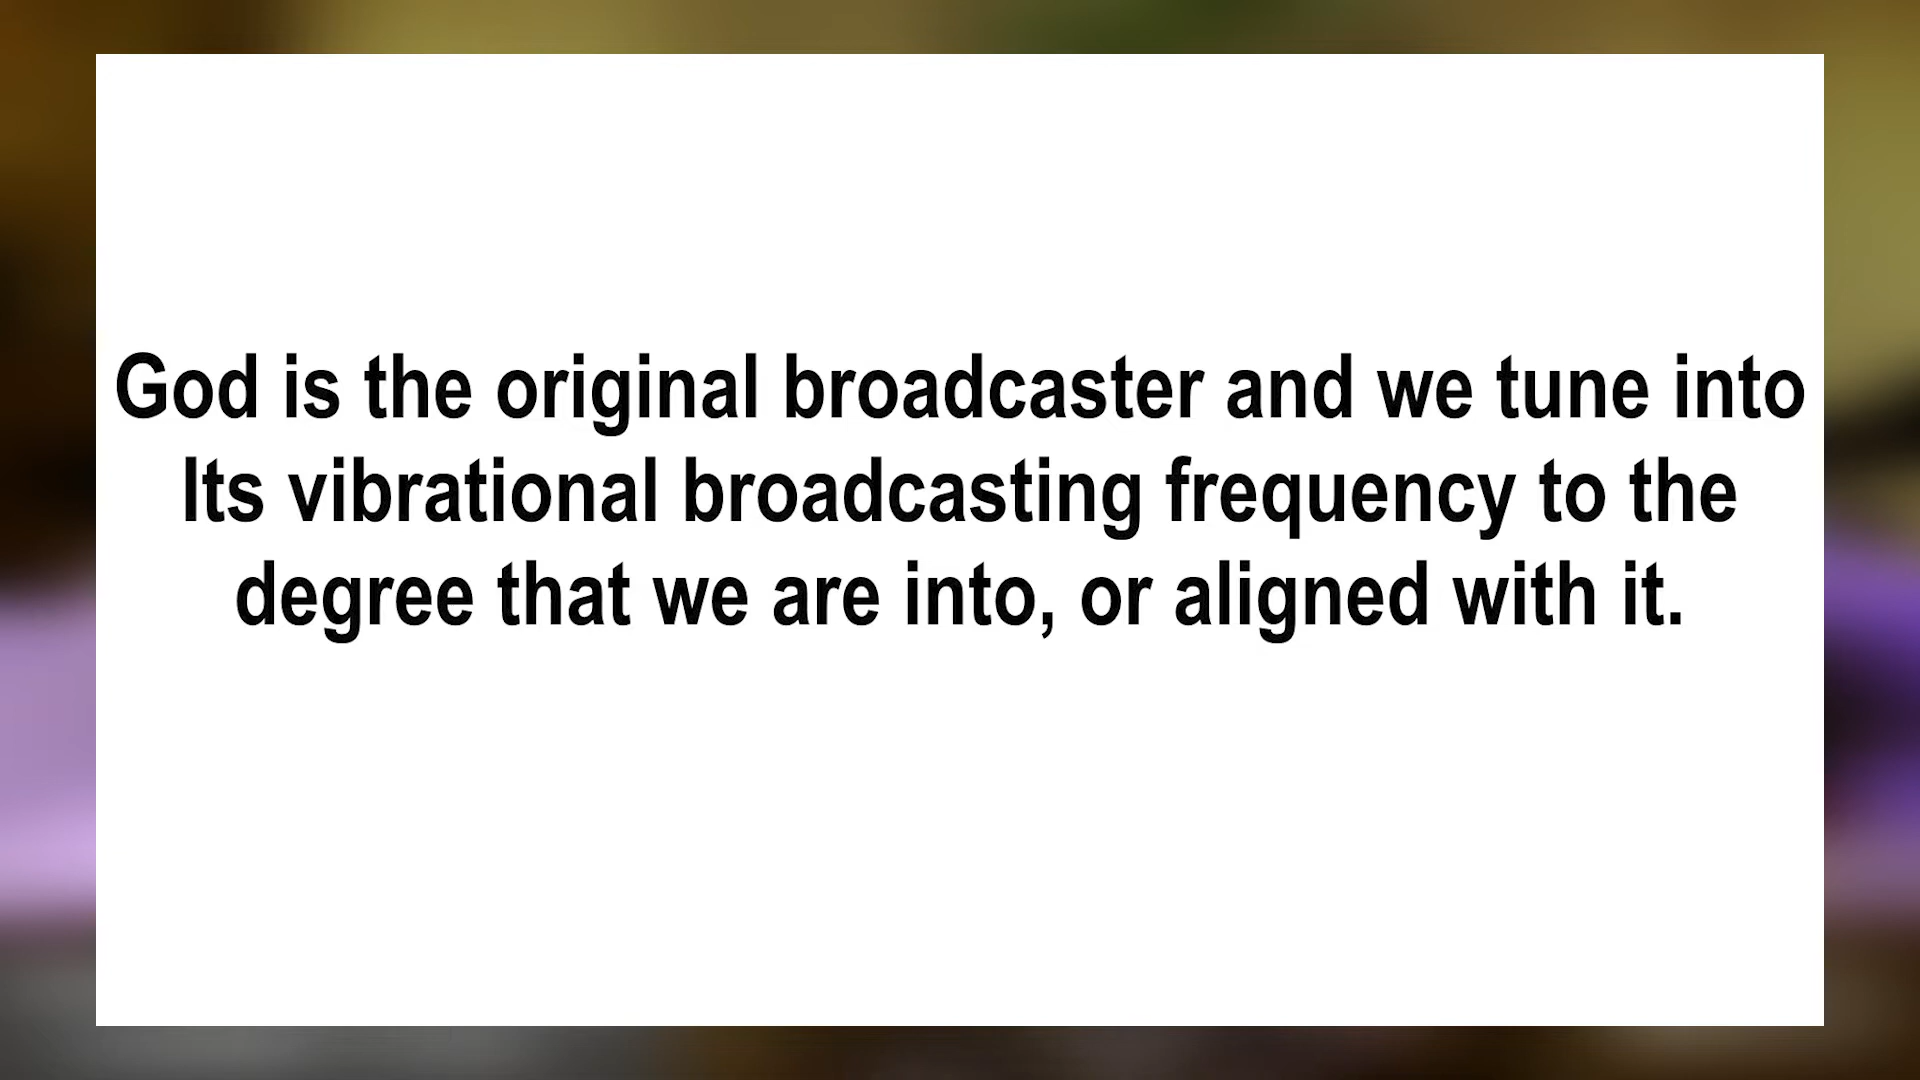 God is the original broadcaster and we tune into
Its vibrational broadcasting frequency to the
degree that we are into, or aligned with it.